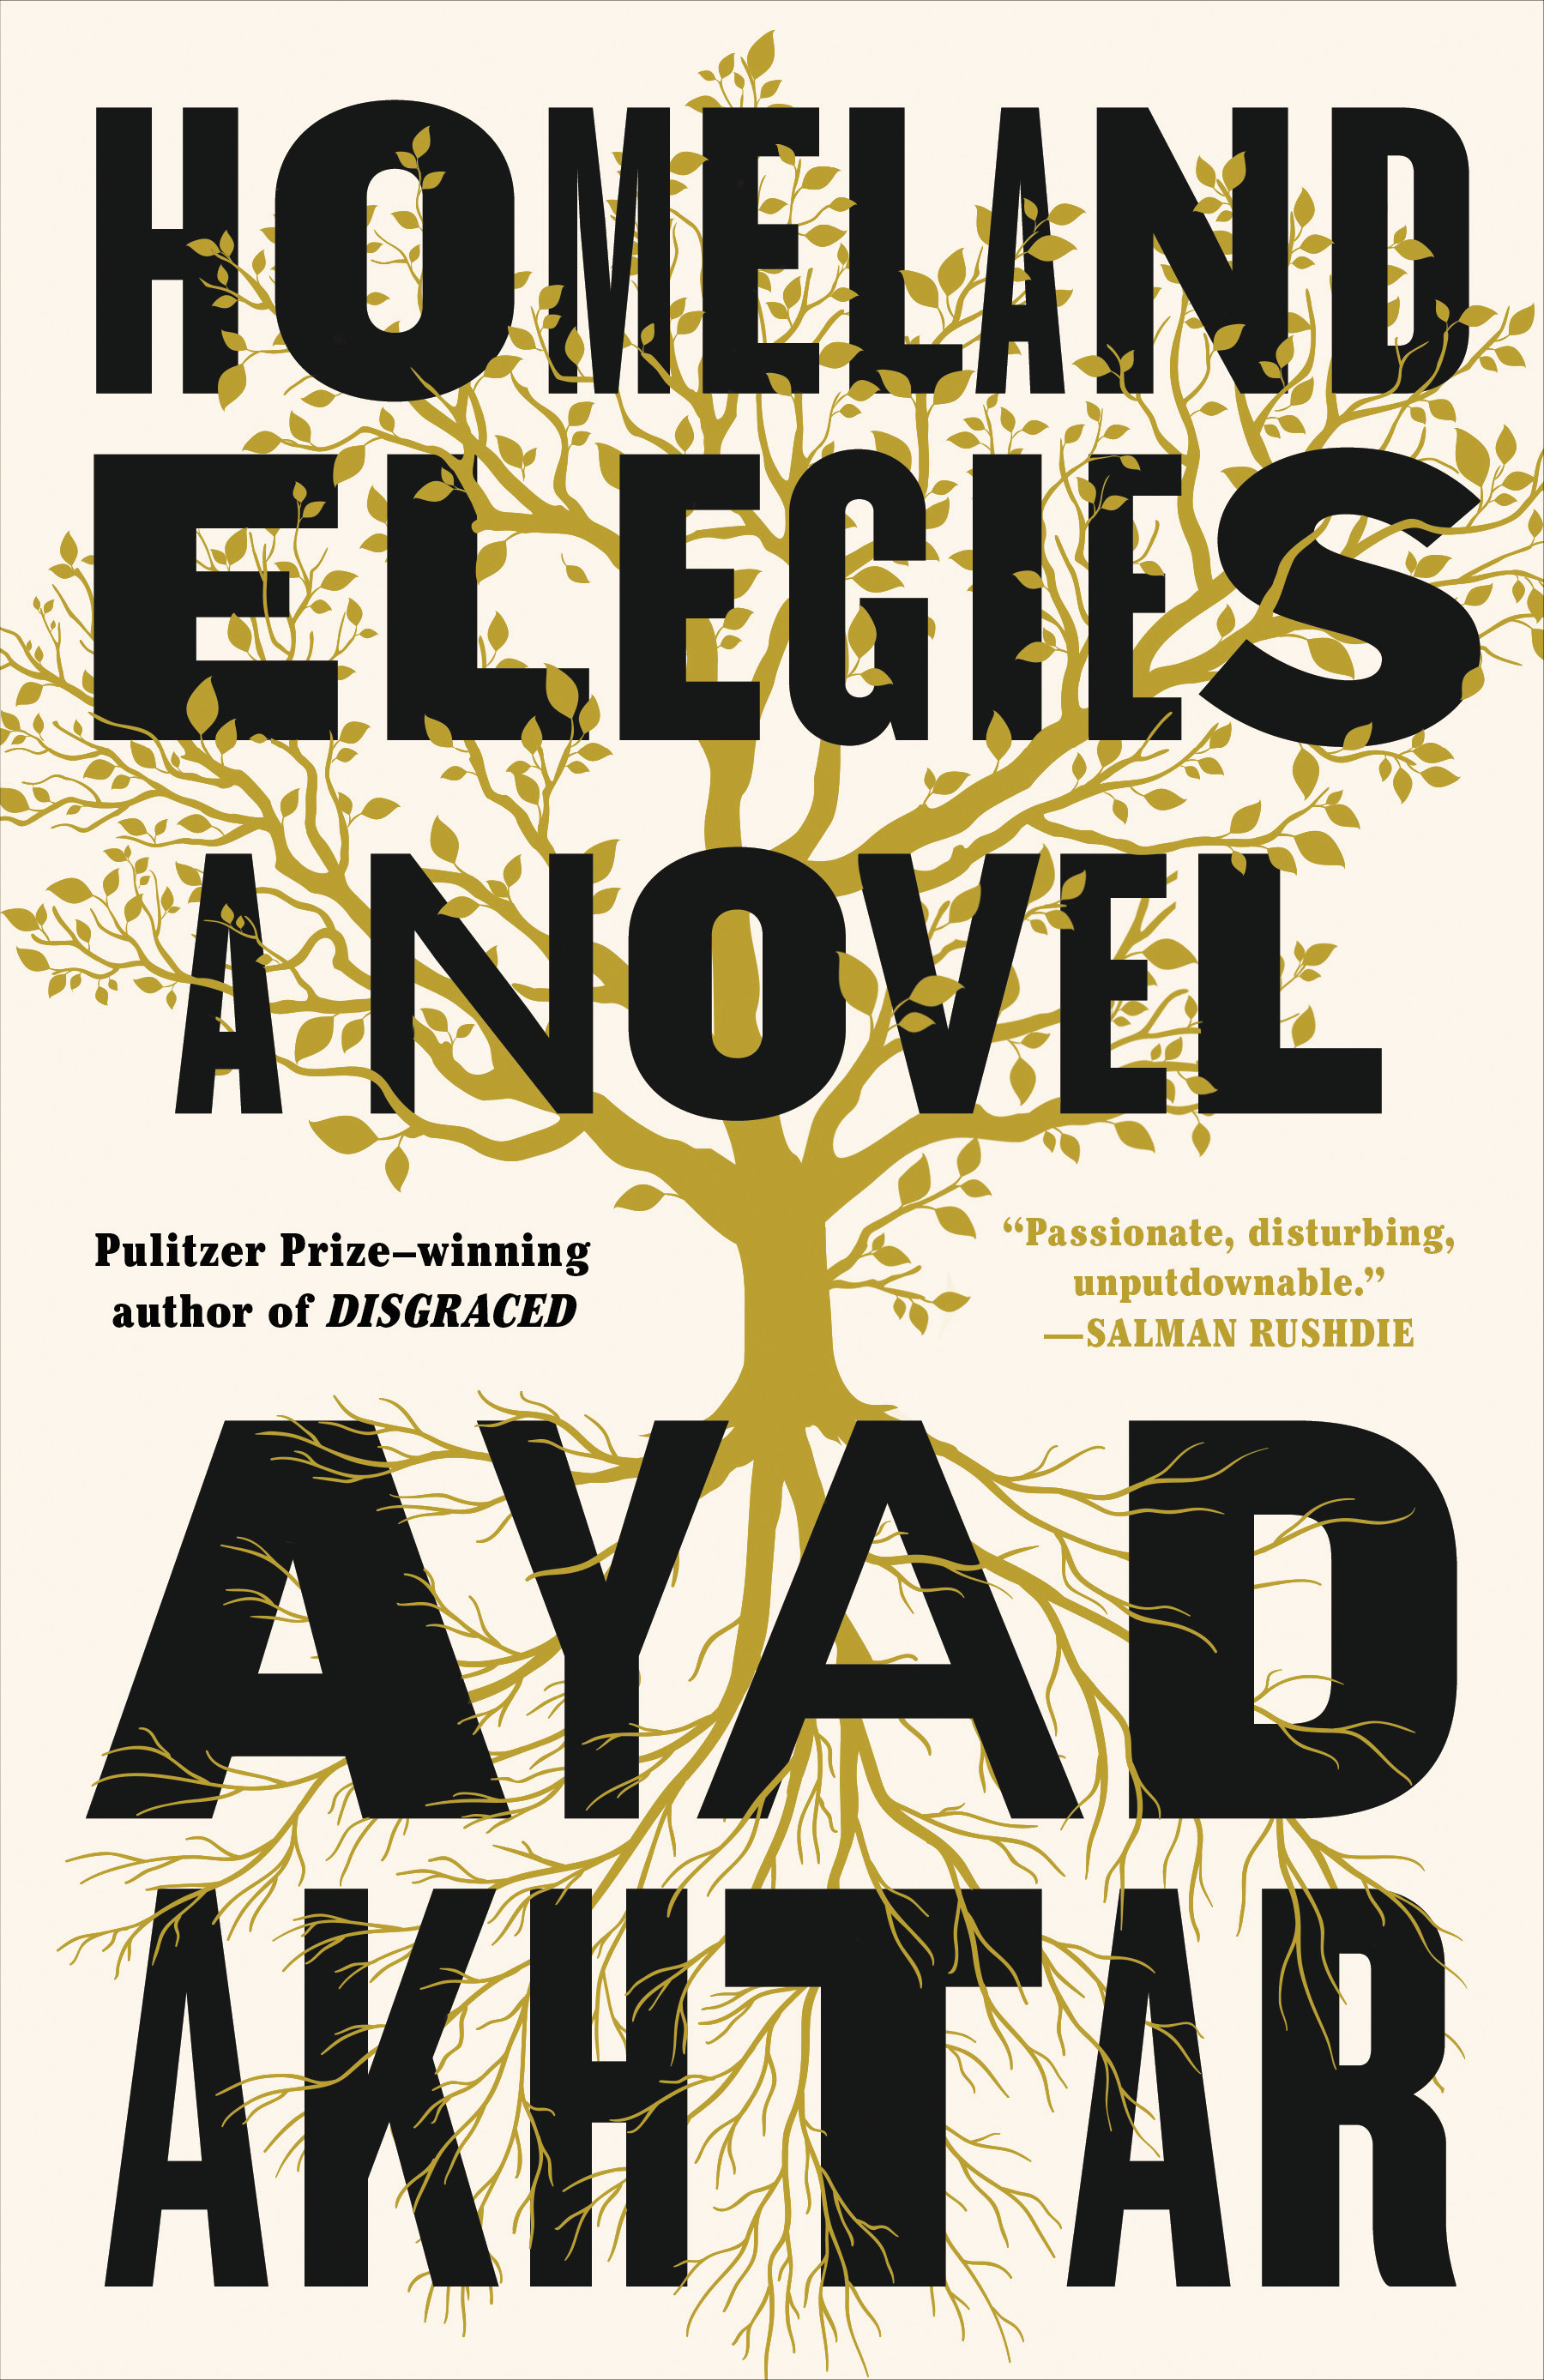 HOMELAND
ELEGIES
A NOVEL
Pulitzer Prize–winning
author of DISGRACED
“Passionate, disturbing,
unputdownable.”
—SALMAN RUSHDIE
AYAD
AKHTAR